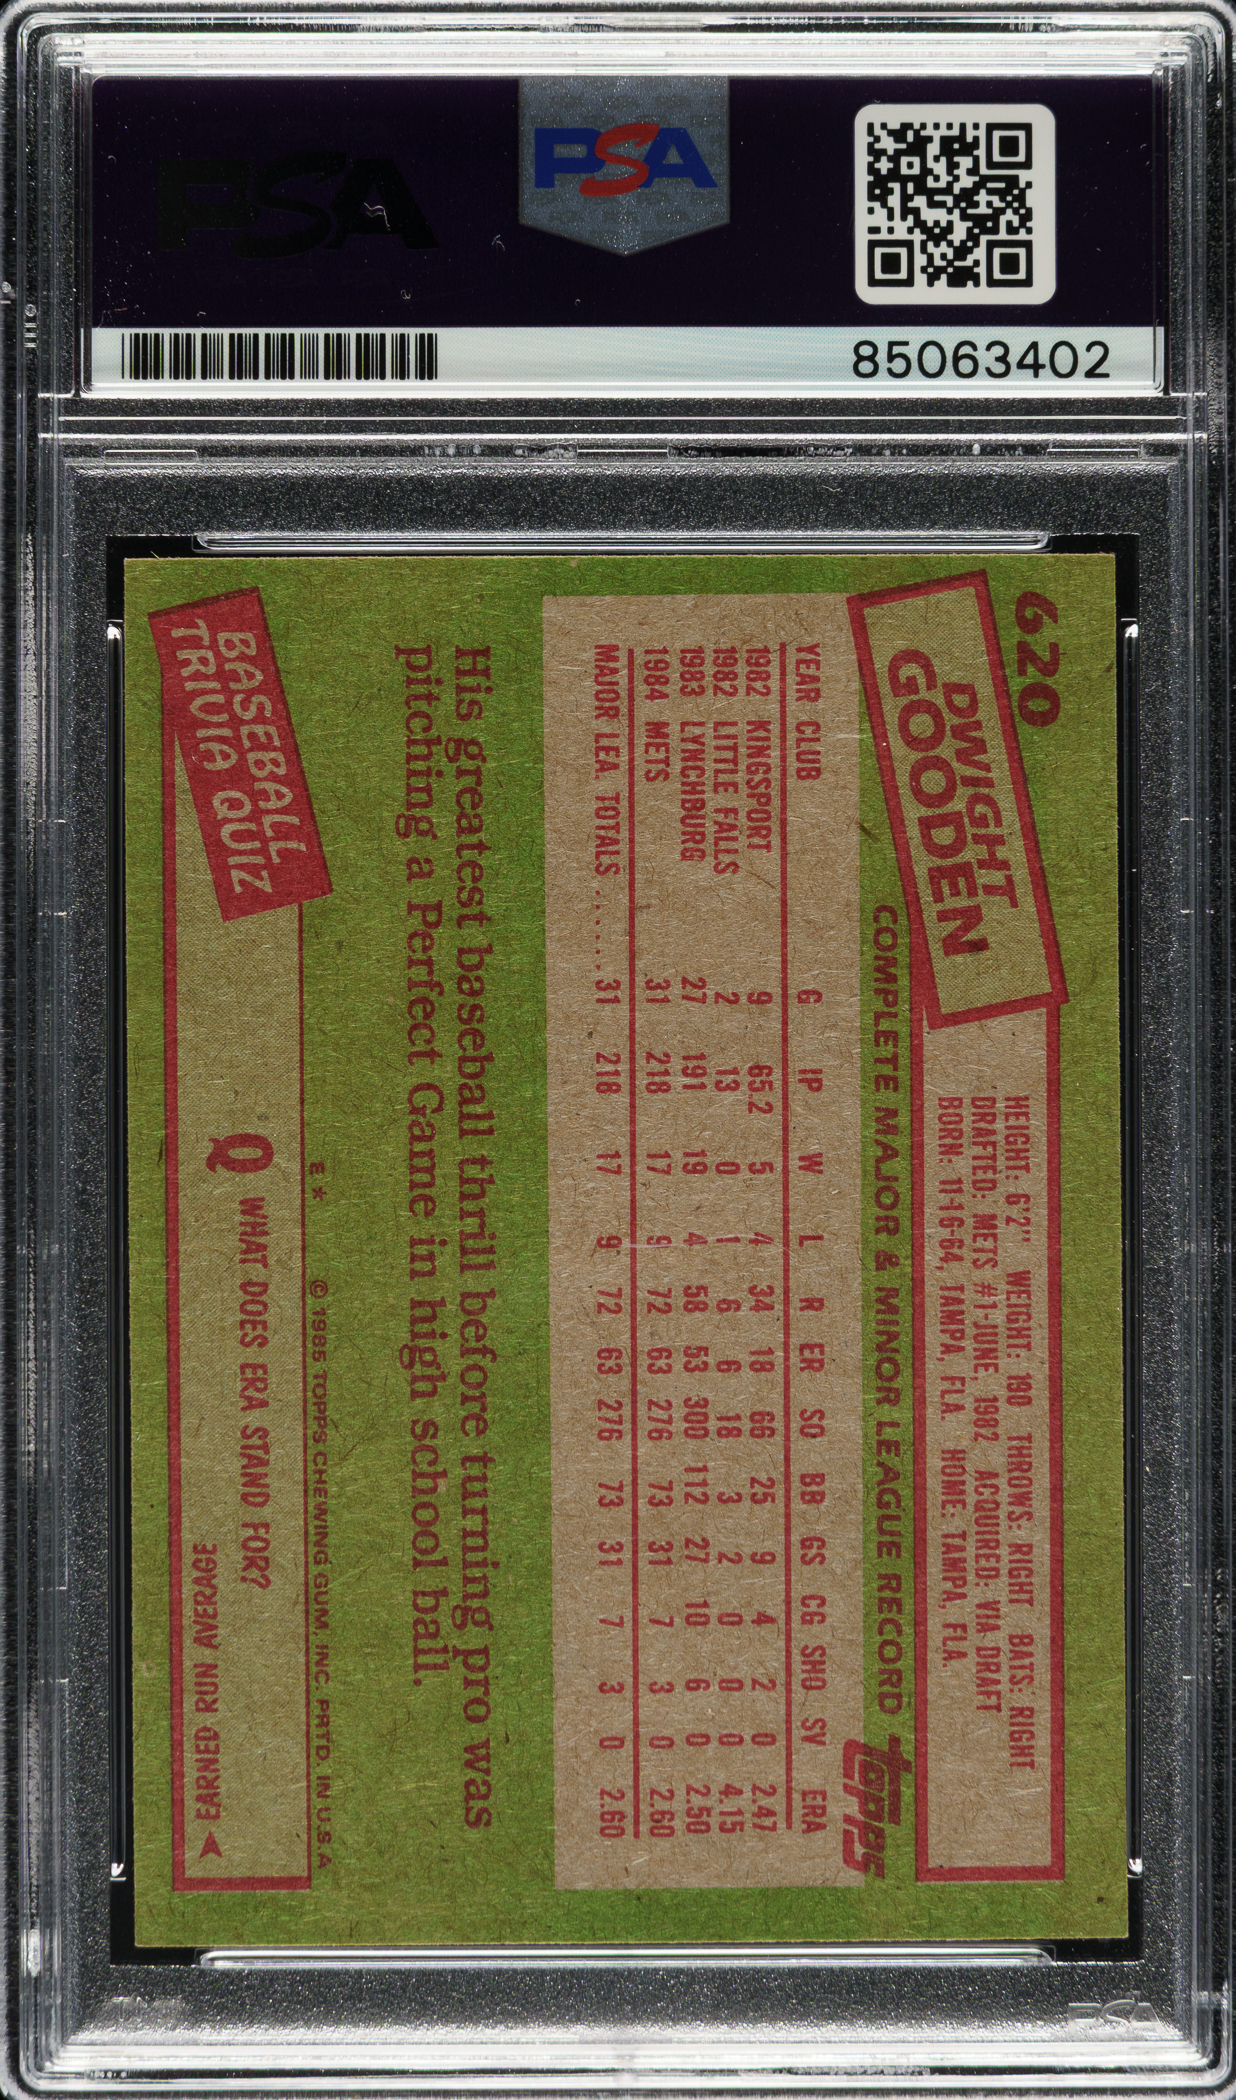 PSA
PSA
85063402
620
DWIGHT
GOODEN
HEIGHT: 6'2" WEIGHT: 190 THROWS: RIGHT BATS: RIGHT
DRAFTED: METS #1-JUNE, 1982 ACQUIRED: VIA DRAFT
BORN: 11-16-64, TAMPA, FLA. HOME: TAMPA, FLA.
COMPLETE MAJOR & MINOR LEAGUE RECORD
TOPPS
YEAR CLUB G IP W L R ER SO BB GS CG SHO SV ERA
1982 KINGSPORT 9 65.2 5 4 34 18 66 25 9 4 2 0 2.47
1982 LITTLE FALLS 2 13 0 1 6 6 18 3 2 0 0 0 4.15
1983 LYNCHBURG 27 191 19 4 58 53 300 112 27 10 6 0 2.50
1984 METS 31 218 17 9 72 63 276 73 31 7 3 0 2.60
MAJOR LEA. TOTALS ...... 31 218 17 9 72 63 276 73 31 7 3 0 2.60
His greatest baseball thrill before turning pro was
pitching a Perfect Game in high school ball.
E* © 1985 TOPPS CHEWING GUM, INC. PRTD. IN U.S.A
BASEBALL
TRIVIA QUIZ
Q WHAT DOES ERA STAND FOR?
EARNED RUN AVERAGE
PSA